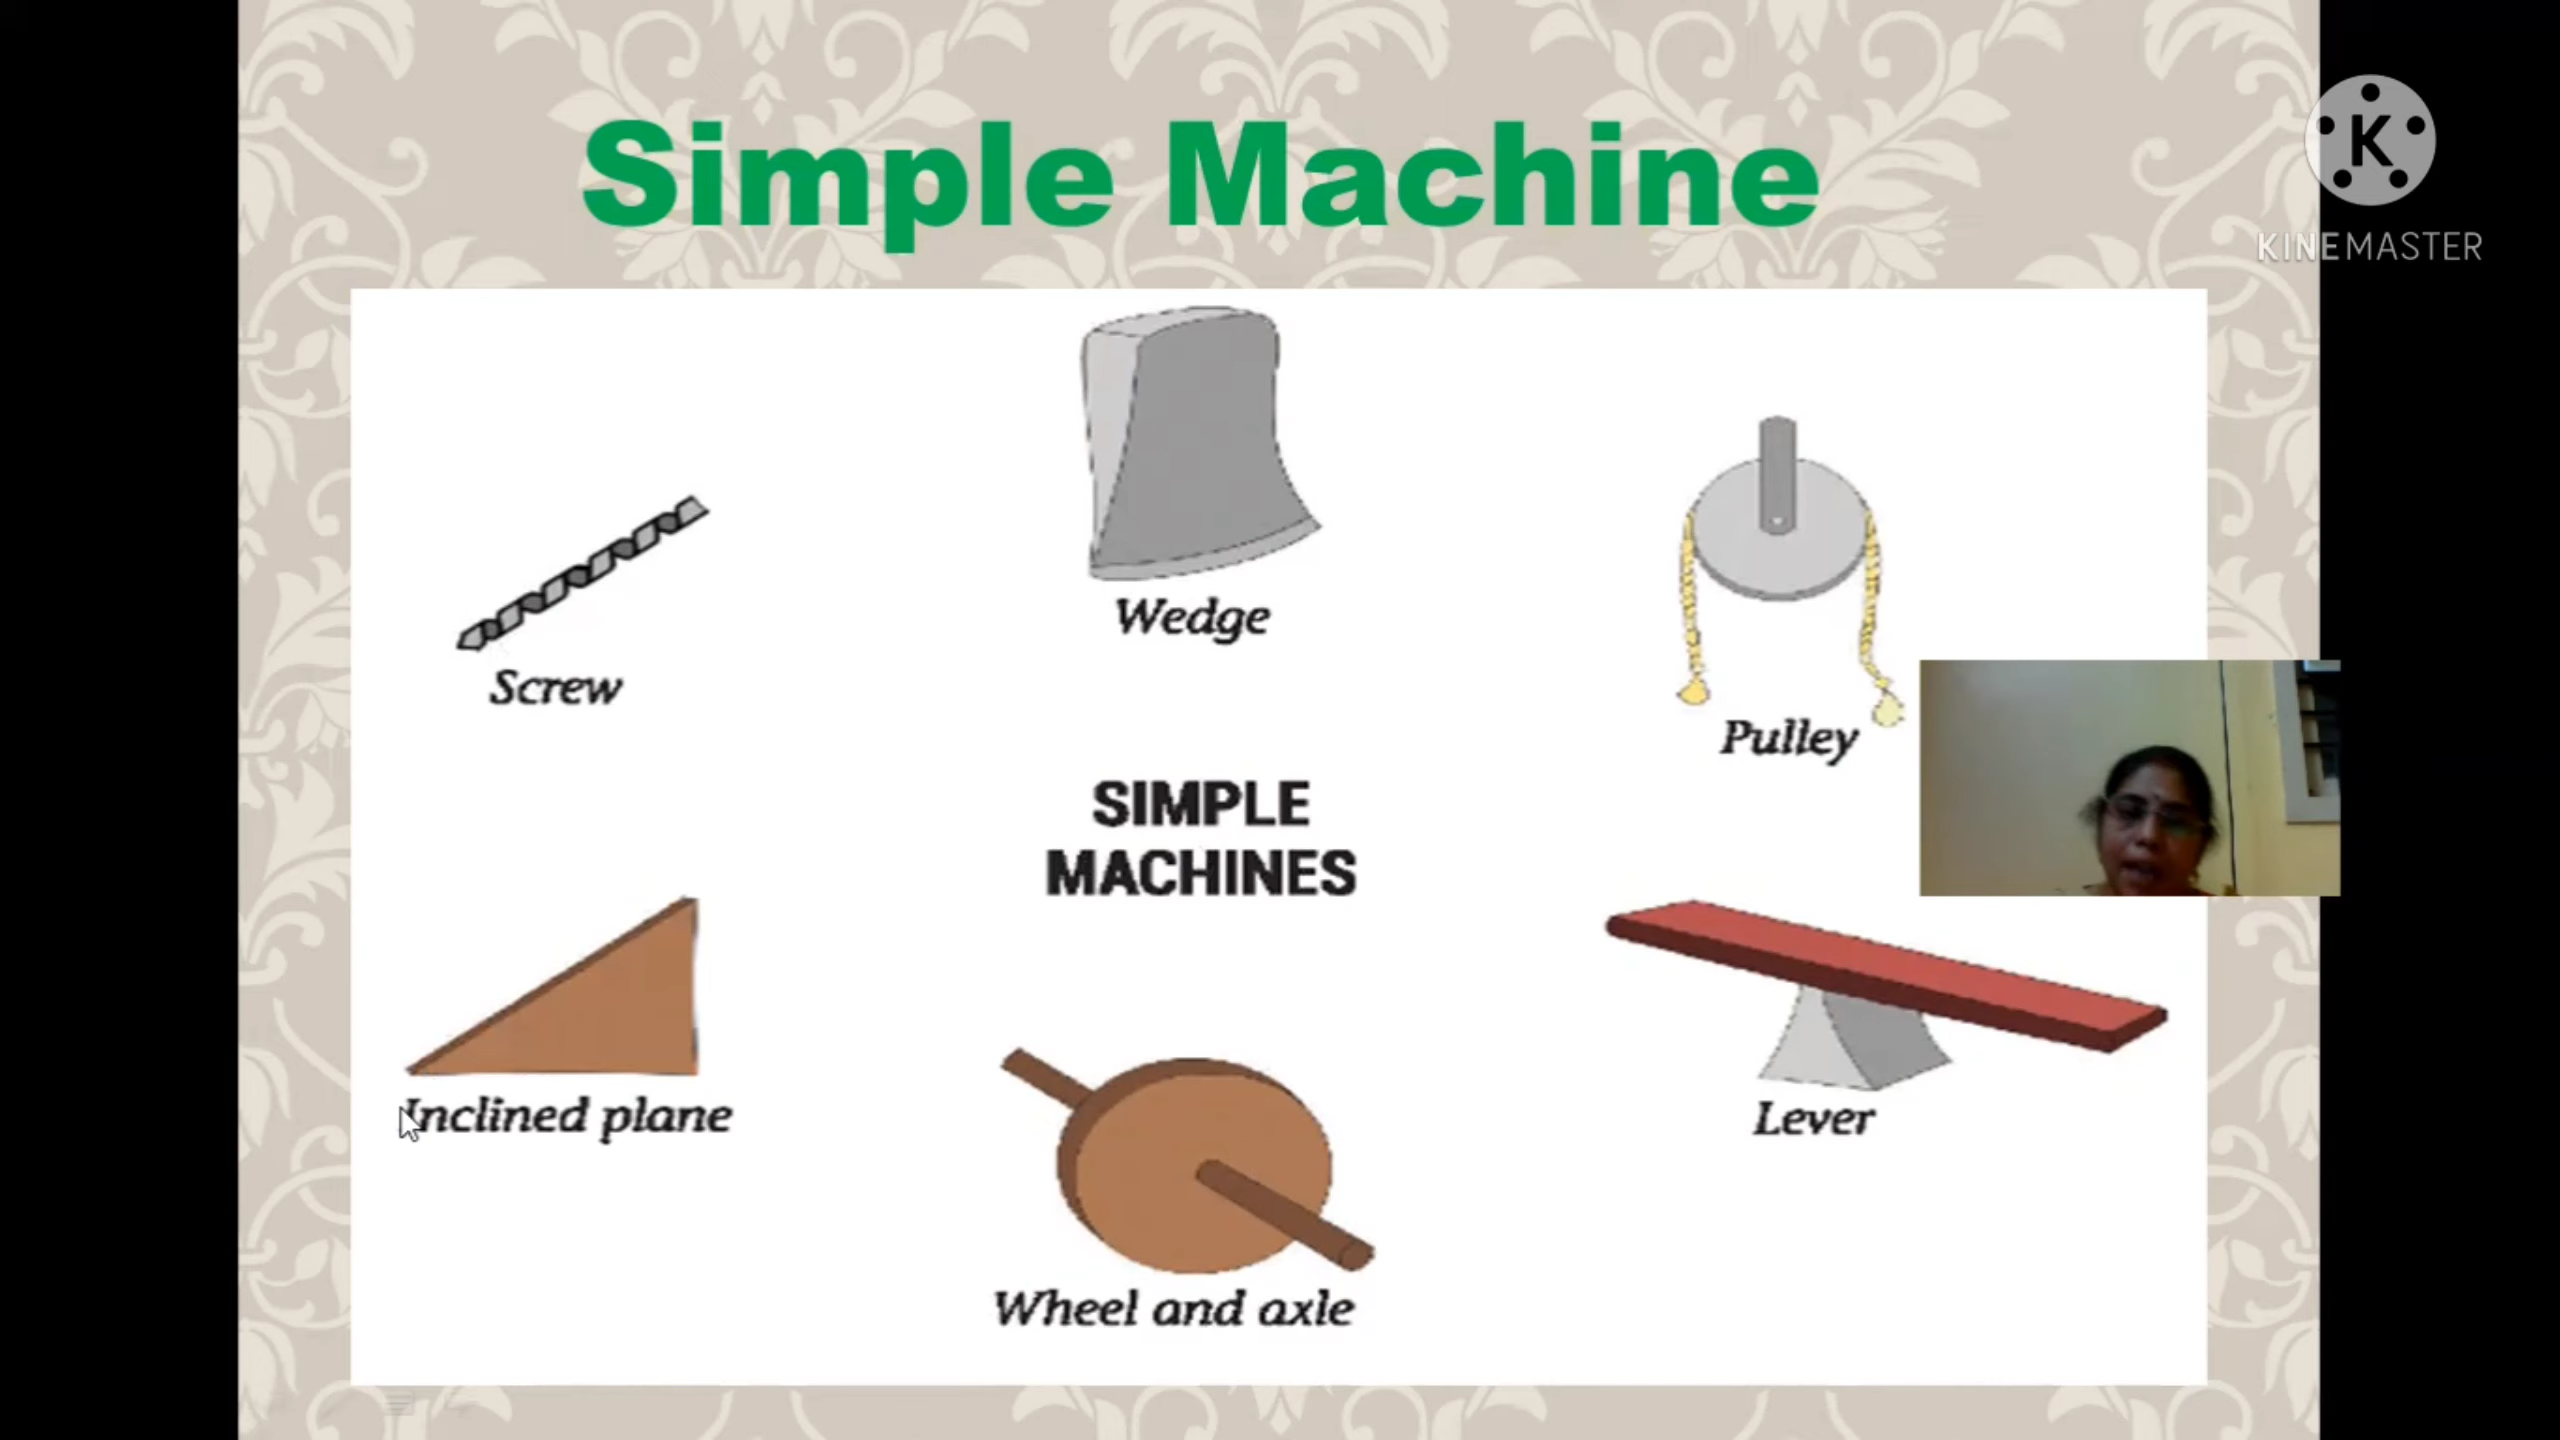 Simple Machine
K
KINEMASTER
Wedge
Screw
Pulley
SIMPLE
MACHINES
Inclined plane
Lever
Wheel and axle